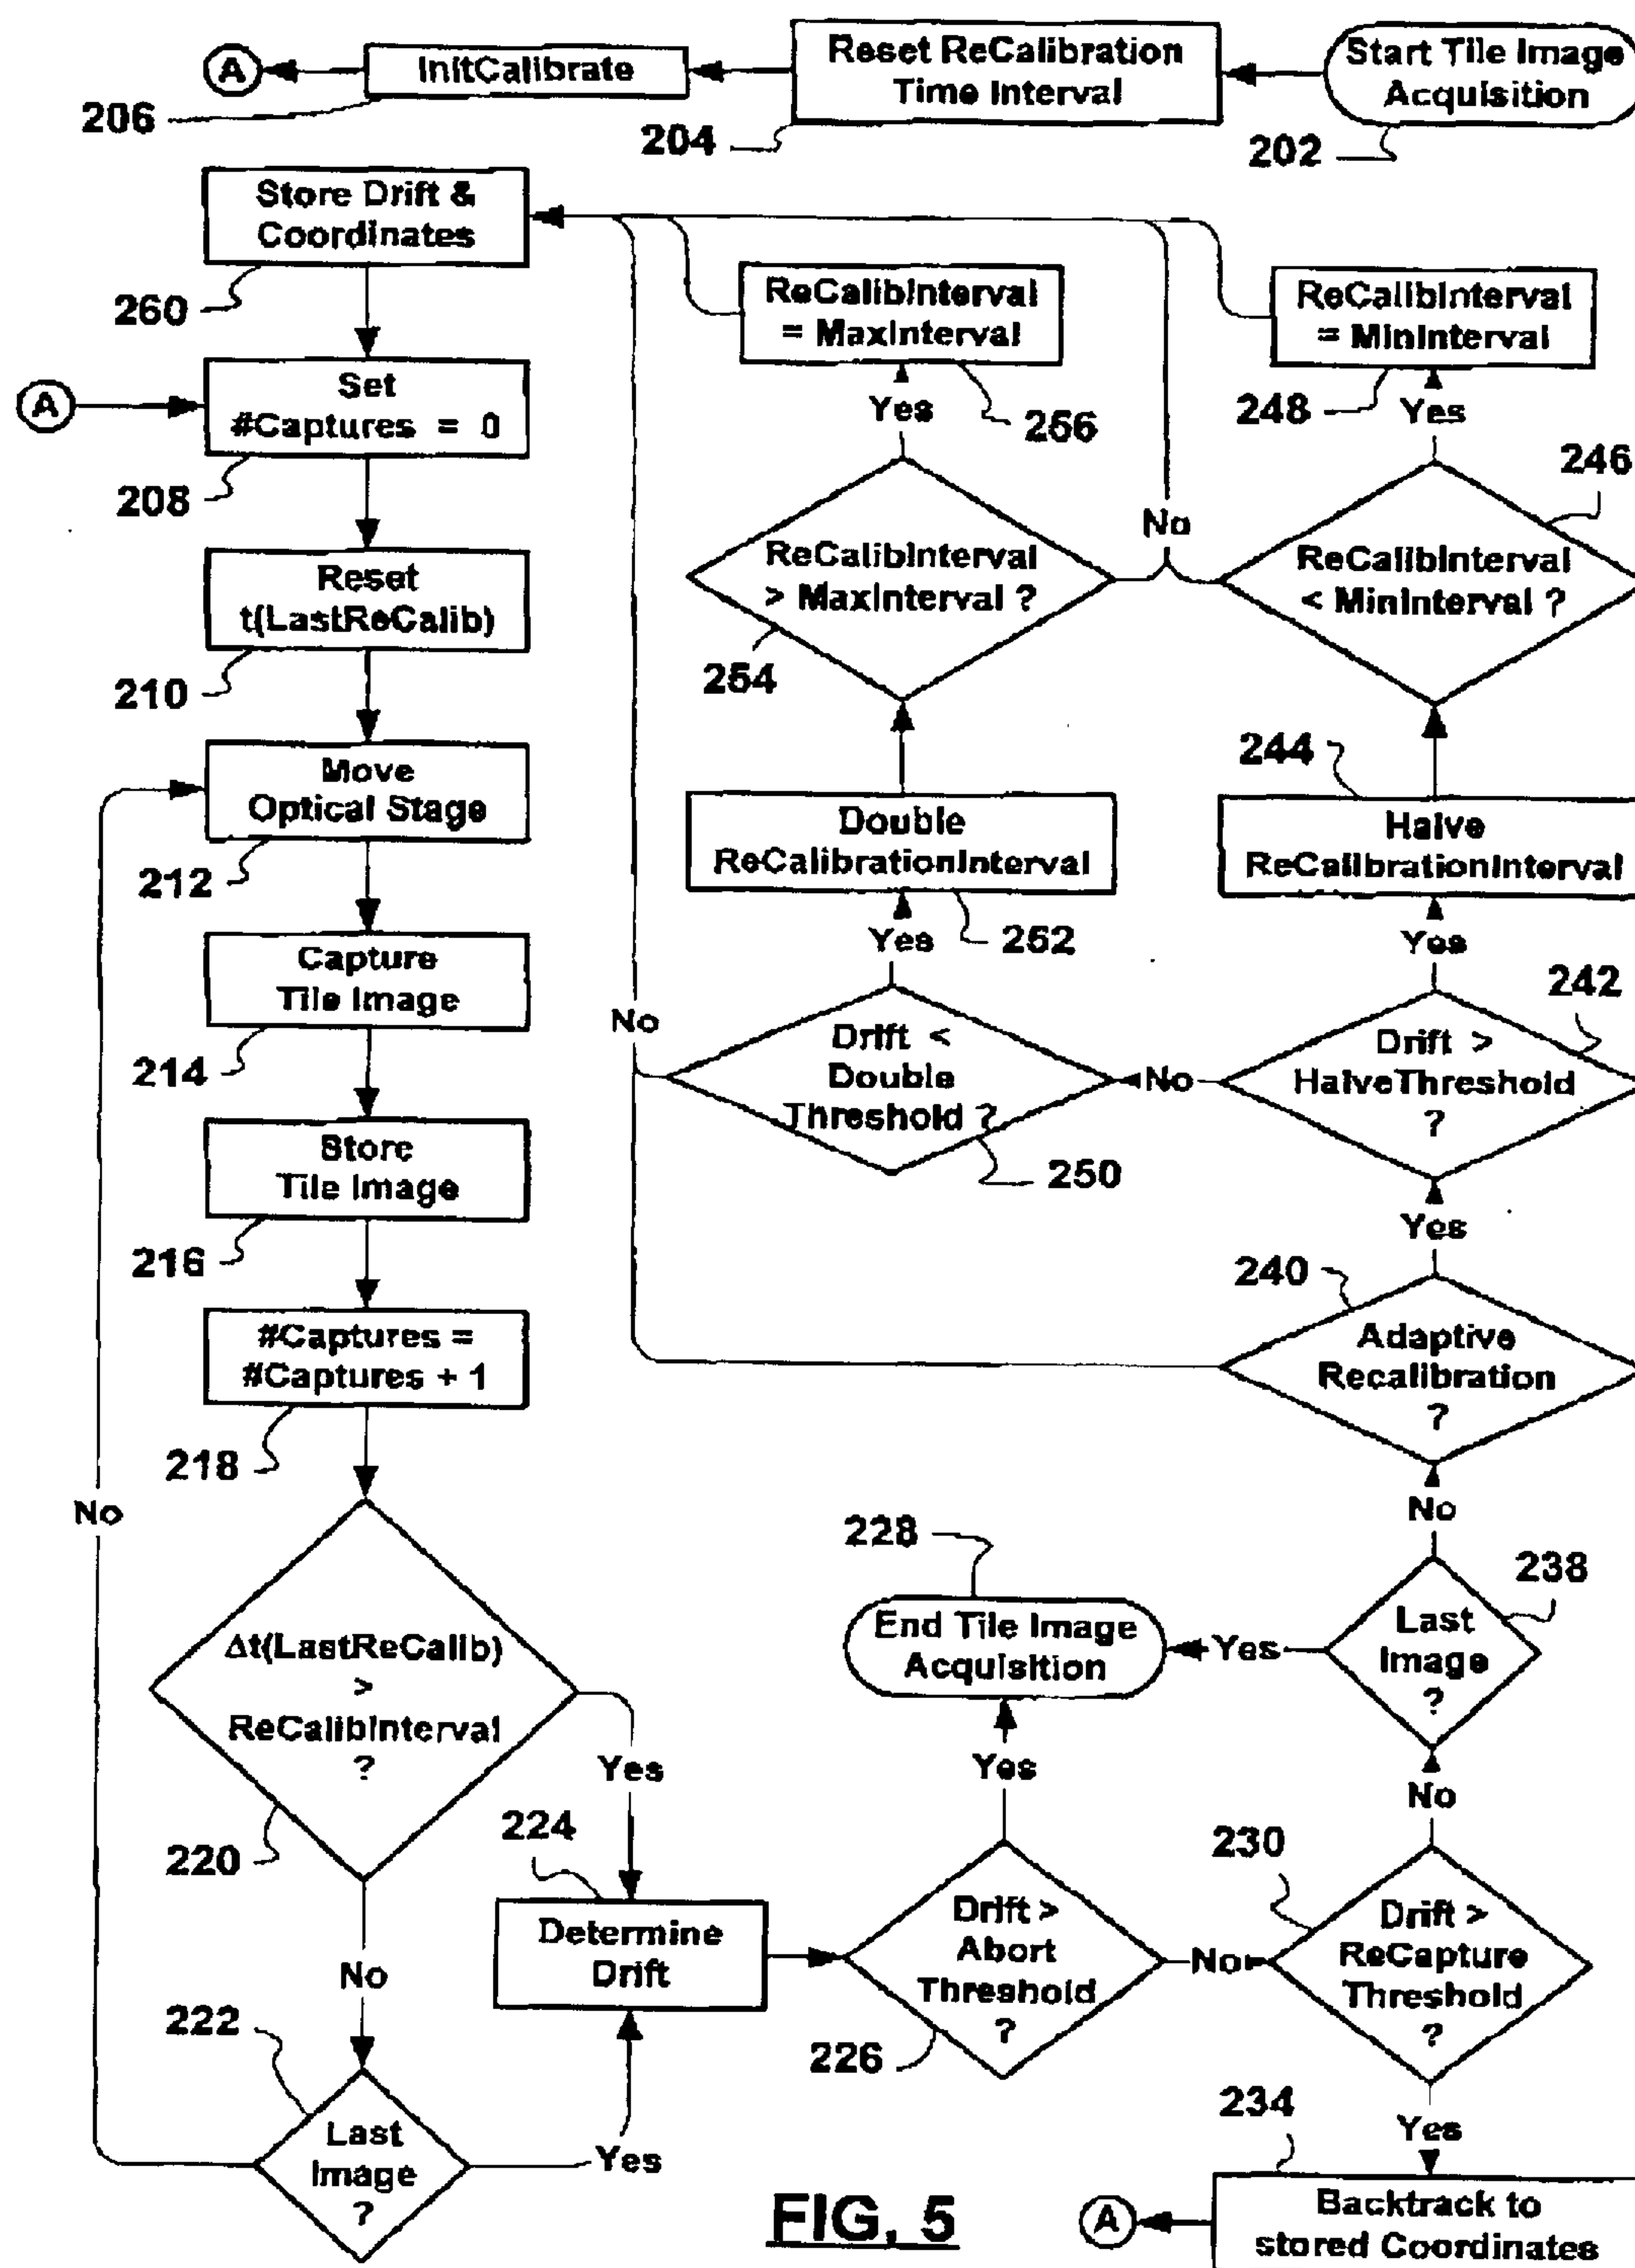 A
InitCalibrate
Reset ReCalibration
Time Interval
Start Tile Image
Acquisition
206
204
202
Store Drift &
Coordinates
260
ReCalibInterval
= MaxInterval
ReCalibInterval
= MinInterval
A
Set
#Captures = 0
208
Yes
256
248
Yes
246
No
ReCalibInterval
> MaxInterval ?
ReCalibInterval
< MinInterval ?
Reset
t(LastReCalib)
210
254
Move
Optical Stage
212
244
Double
ReCalibrationInterval
Halve
ReCalibrationInterval
Yes
252
Yes
Capture
Tile Image
214
242
No
Drift <
Double
Threshold ?
No
Drift >
HalveThreshold
?
250
Store
Tile Image
216
Yes
240
#Captures =
#Captures + 1
218
Adaptive
Recalibration
?
No
No
228
238
End Tile Image
Acquisition
Yes
Last
Image
?
Δt(LastReCalib)
>
ReCalibInterval
?
Yes
Yes
No
220
224
230
Determine
Drift
Drift >
Abort
Threshold
?
No
Drift >
ReCapture
Threshold
?
No
222
226
234
Yes
Last
Image
?
Yes
FIG. 5
A
Backtrack to
stored Coordinates